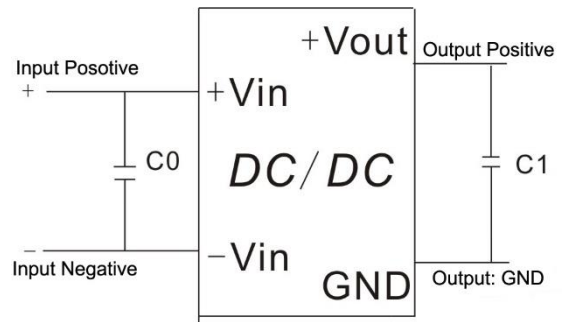 +Vout
Output Positive
Input Posotive
+
+Vin
C0
DC/DC
C1
−
−Vin
Input Negative
GND
Output: GND